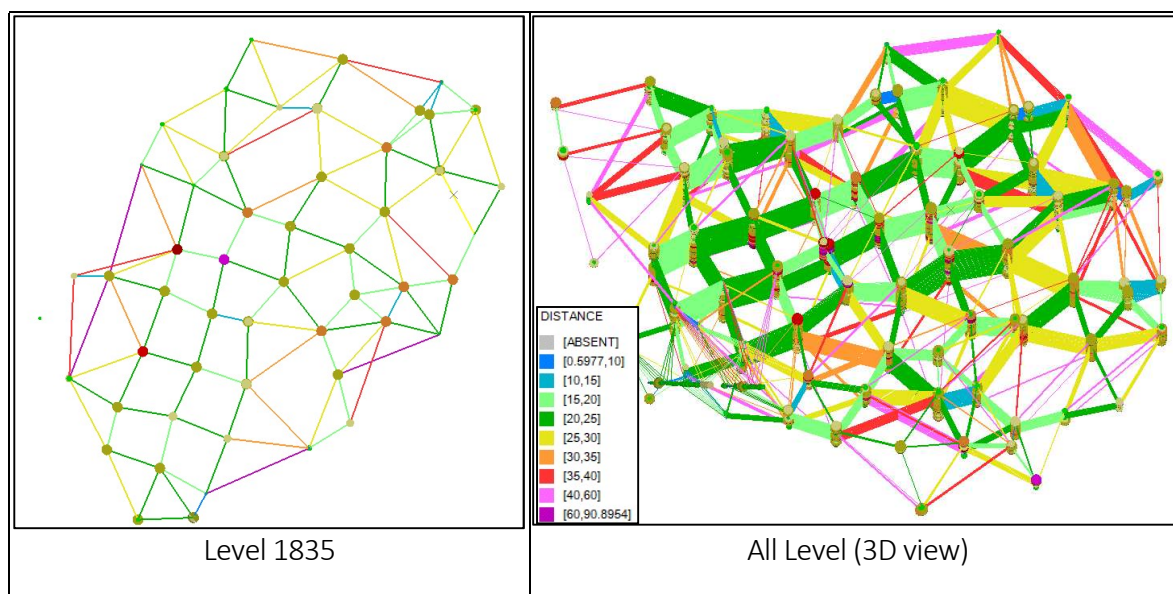 DISTANCE
[ABSENT]
[0.5977,10]
[10,15]
[15,20]
[20,25]
[25,30]
[30,35]
[35,40]
[40,60]
[60,90.8954]
Level 1835
All Level (3D view)